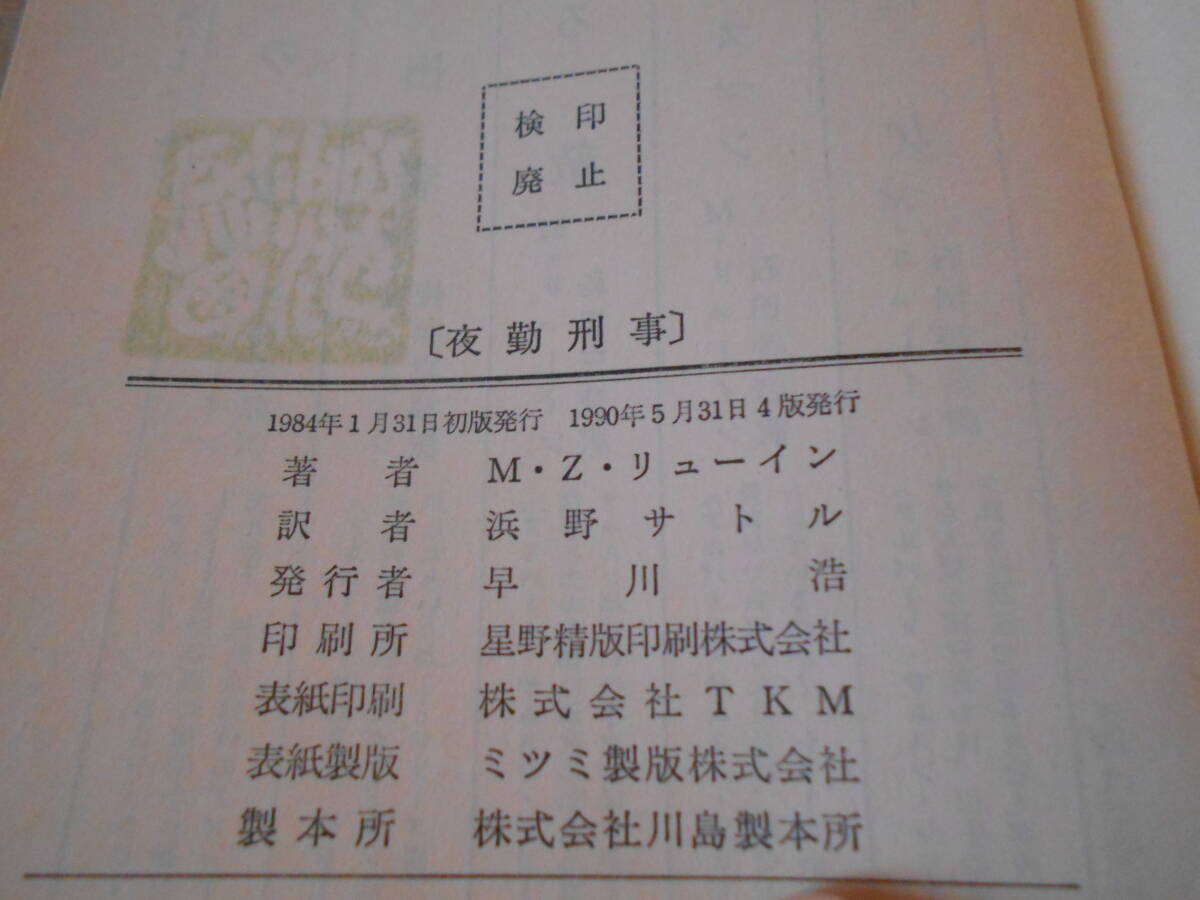 検印
廃止
〔夜勤刑事〕
1984年1月31日初版発行 1990年5月31日4版発行
著者 M・Z・リューイン
訳者 浜野サトル
発行者 早川浩
印刷所 星野精版印刷株式会社
表紙印刷 株式会社TKM
表紙製版 ミツミ製版株式会社
製本所 株式会社川島製本所